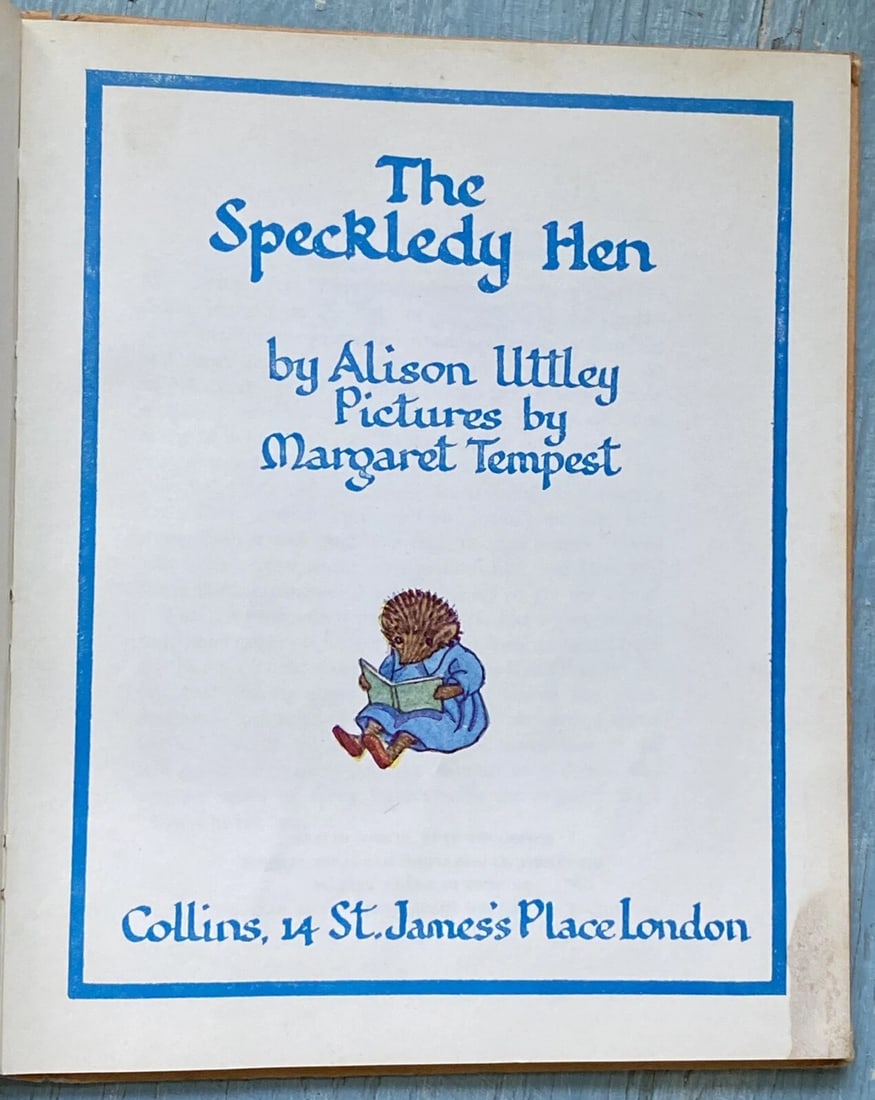 The
Speckledy Hen
by Alison Uttley
Pictures by
Margaret Tempest
Collins, 14 St. James's Place London